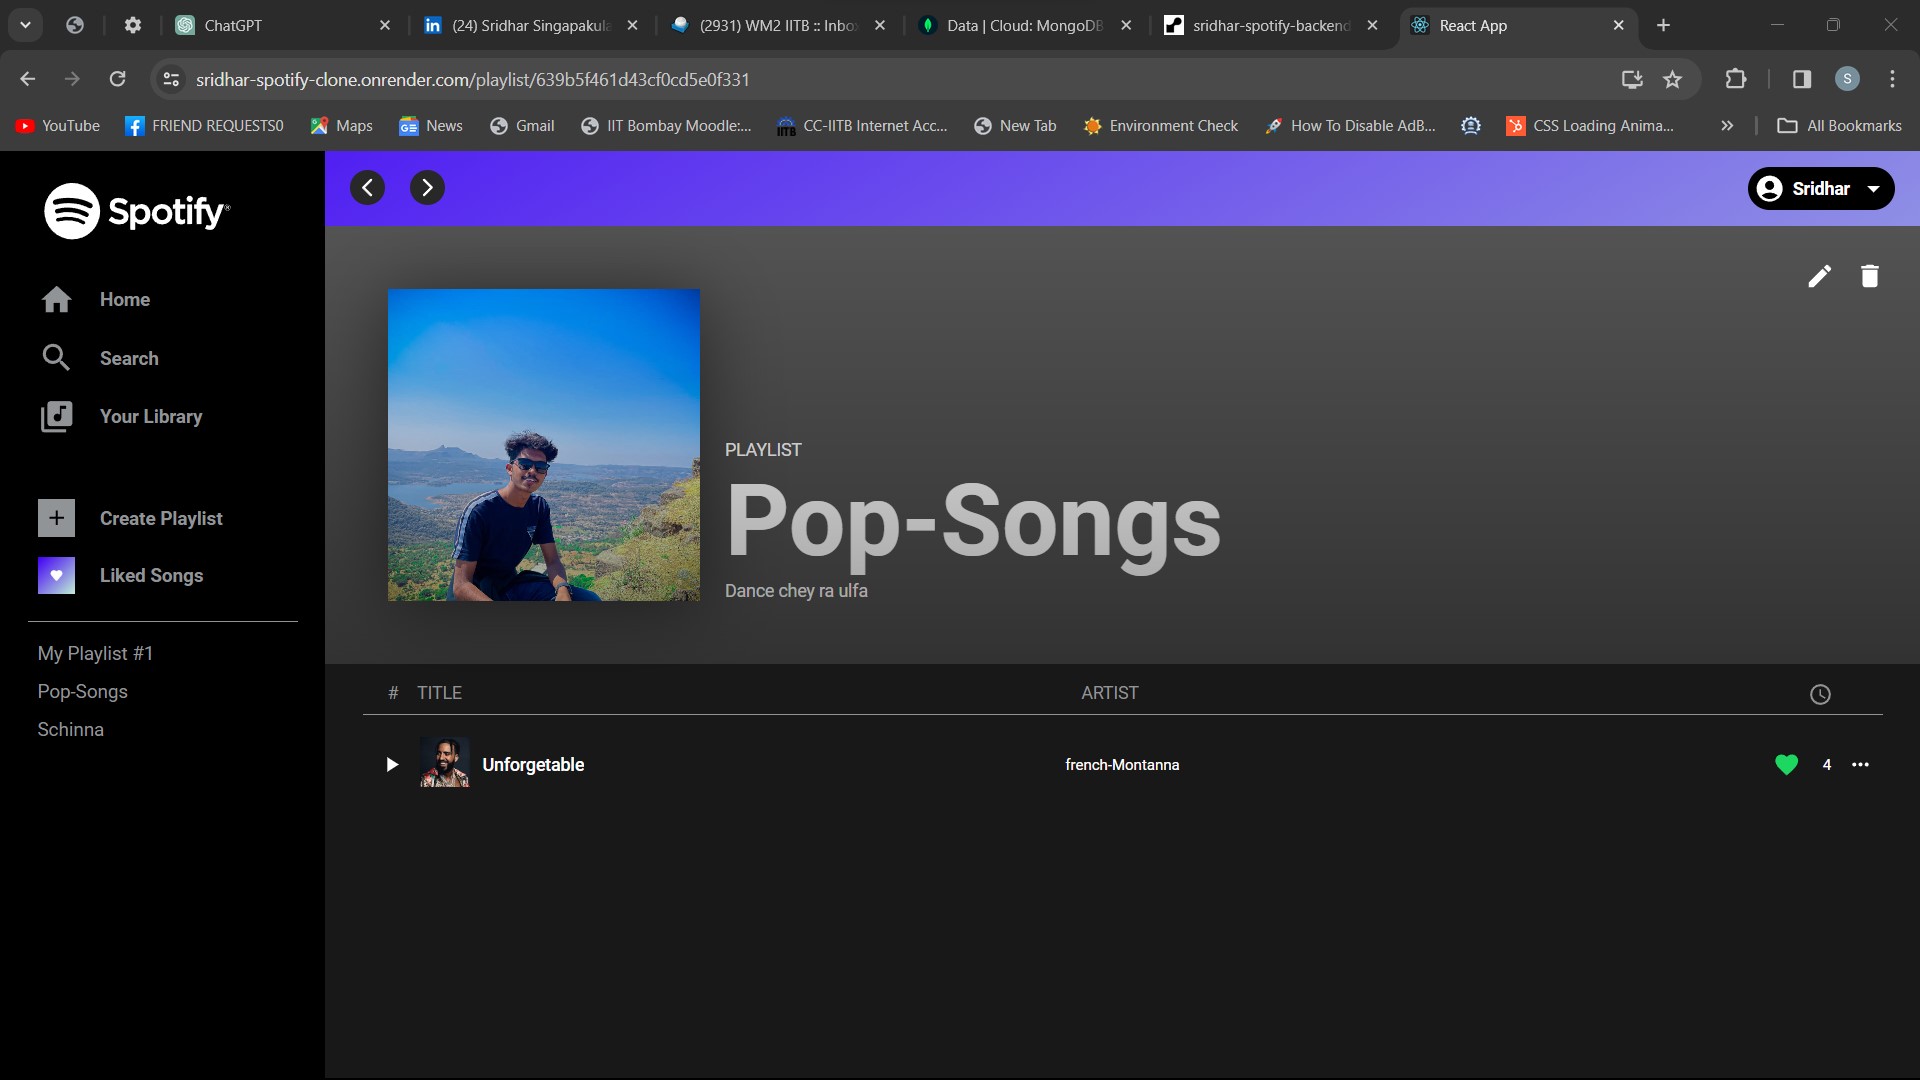 ChatGPT
(24) Sridhar Singapakula
(2931) WM2 IITB :: Inbox
Data | Cloud: MongoDB
sridhar-spotify-backend
React App
sridhar-spotify-clone.onrender.com/playlist/639b5f461d43cf0cd5e0f331
S
YouTube
FRIEND REQUESTS0
Maps
News
Gmail
IIT Bombay Moodle:...
CC-IITB Internet Acc...
New Tab
Environment Check
How To Disable AdB...
CSS Loading Anima...
All Bookmarks
Spotify®
Sridhar
Home
Search
Your Library
Create Playlist
Liked Songs
My Playlist #1
Pop-Songs
Schinna
PLAYLIST
Pop-Songs
Dance chey ra ulfa
# TITLE ARTIST
Unforgetable french-Montanna 4